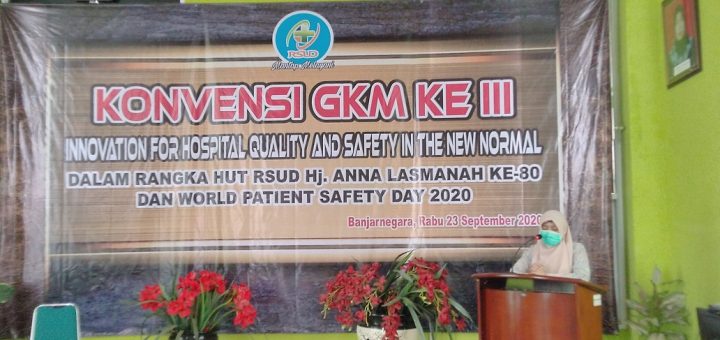 RSUD
KONVENSI GKM KE III
INNOVATION FOR HOSPITAL QUALITY AND SAFETY IN THE NEW NORMAL
DALAM RANGKA HUT RSUD Hj. ANNA LASMANAH KE-80
DAN WORLD PATIENT SAFETY DAY 2020
Banjarnegara, Rabu 23 September 2020